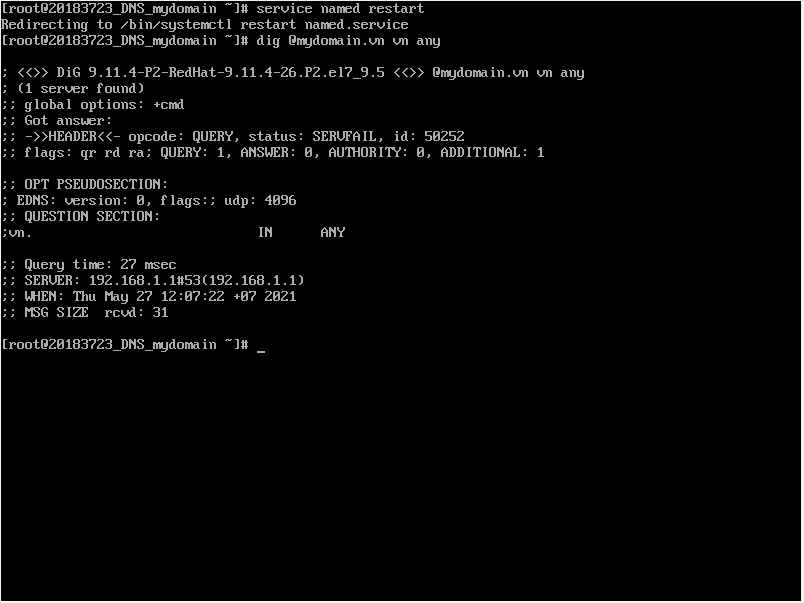 [root@20183723_DNS_mydomain ~]# service named restart
Redirecting to /bin/systemctl restart named.service
[root@20183723_DNS_mydomain ~]# dig @mydomain.vn vn any
; <<>> DiG 9.11.4-P2-RedHat-9.11.4-26.P2.el7_9.5 <<>> @mydomain.vn vn any
; (1 server found)
;; global options: +cmd
;; Got answer:
;; ->>HEADER<<- opcode: QUERY, status: SERVFAIL, id: 50252
;; flags: qr rd ra; QUERY: 1, ANSWER: 0, AUTHORITY: 0, ADDITIONAL: 1
;; OPT PSEUDOSECTION:
; EDNS: version: 0, flags:; udp: 4096
;; QUESTION SECTION:
;vn. IN ANY
;; Query time: 27 msec
;; SERVER: 192.168.1.1#53(192.168.1.1)
;; WHEN: Thu May 27 12:07:22 +07 2021
;; MSG SIZE rcvd: 31
[root@20183723_DNS_mydomain ~]# _